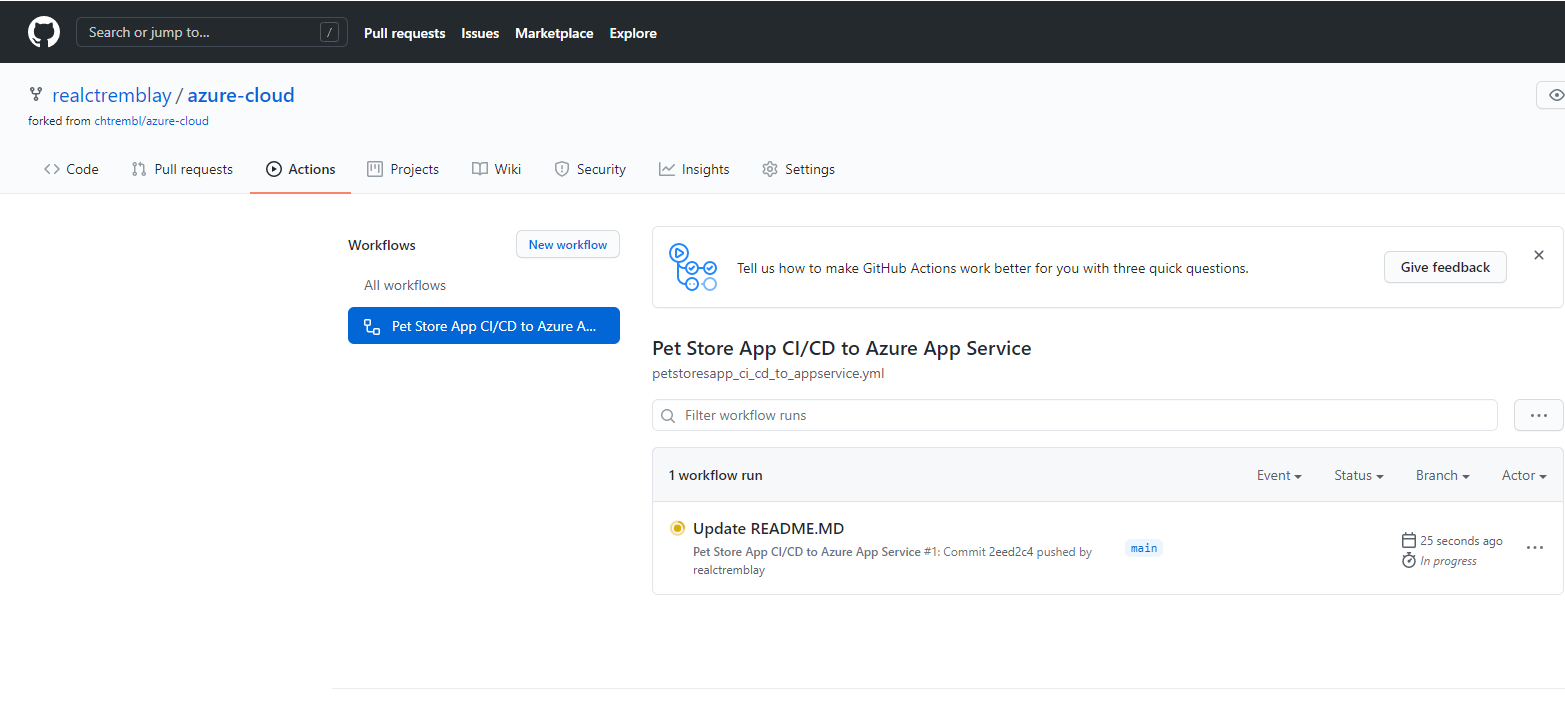 Search or jump to... /
Pull requests Issues Marketplace Explore
realctremblay / azure-cloud
forked from chtrembl/azure-cloud
Code Pull requests Actions Projects Wiki Security Insights Settings
Workflows
New workflow
All workflows
Pet Store App CI/CD to Azure A...
Tell us how to make GitHub Actions work better for you with three quick questions.
Give feedback
Pet Store App CI/CD to Azure App Service
petstoresapp_ci_cd_to_appservice.yml
Filter workflow runs
1 workflow run
Event Status Branch Actor
Update README.MD
Pet Store App CI/CD to Azure App Service #1: Commit 2eed2c4 pushed by
realctremblay
main
25 seconds ago
In progress